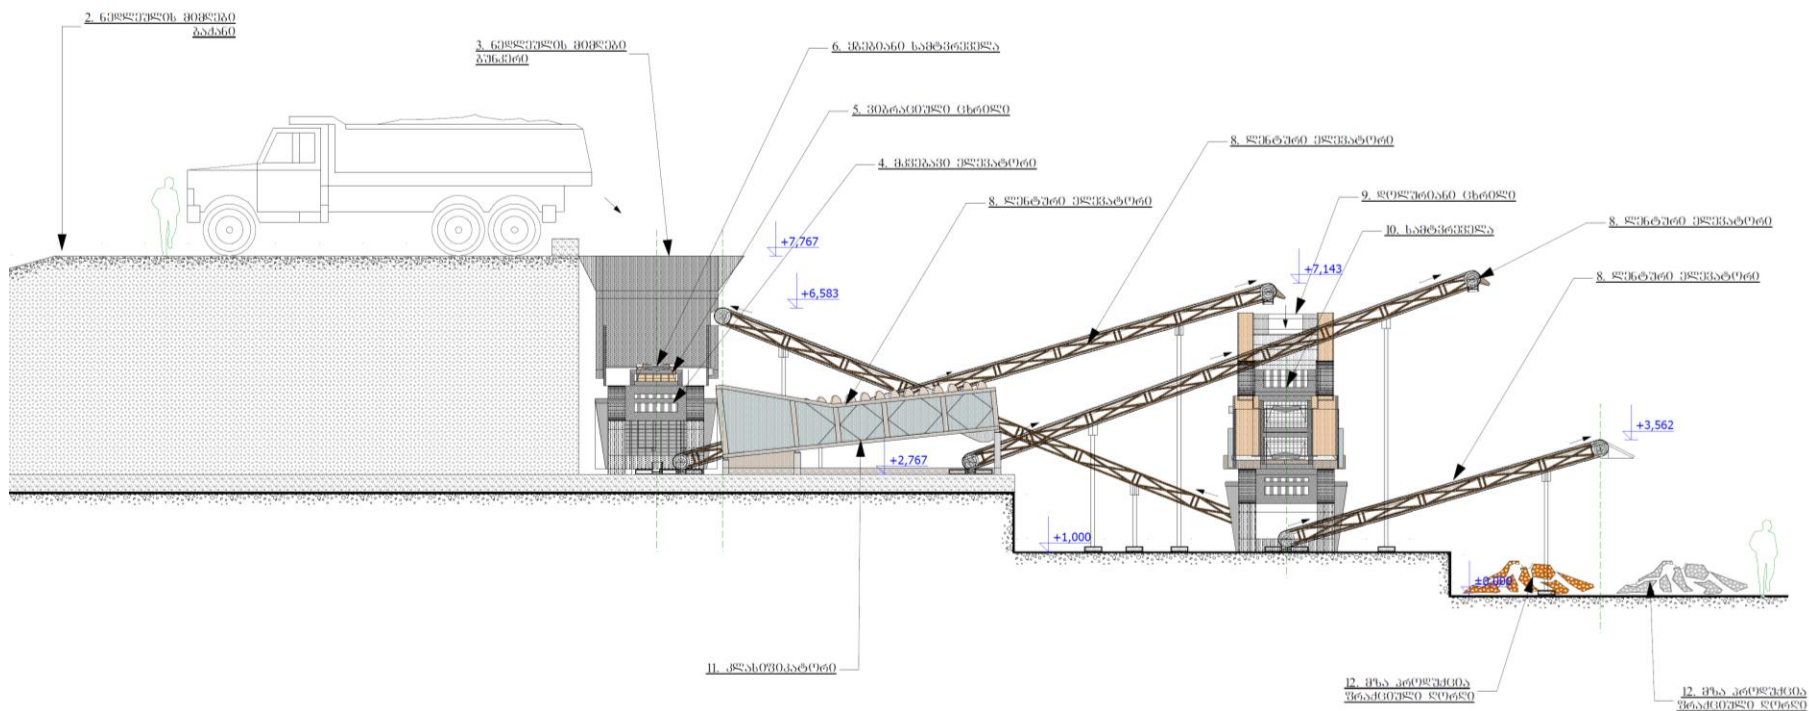 2. ნედლეულის მიმღები
ბაქანი
3. ნედლეულის მიმღები
ბუნკერი
6. ყბებიანი სამტვრეველა
5. ვიბრაციული ცხრილი
4. მკვებავი ელევატორი
8. ლენტური ელევატორი
8. ლენტური ელევატორი
9. დოლურიანი ცხრილი
10. სამტვრეველა
8. ლენტური ელევატორი
8. ლენტური ელევატორი
+7,767
+6,583
+7,143
+3,562
+2,767
+1,000
±0,000
11. კლასიფიკატორი
12. მზა პროდუქცია
ფრაქციული ღორღი
12. მზა პროდუქცია
ფრაქციული ღორღი